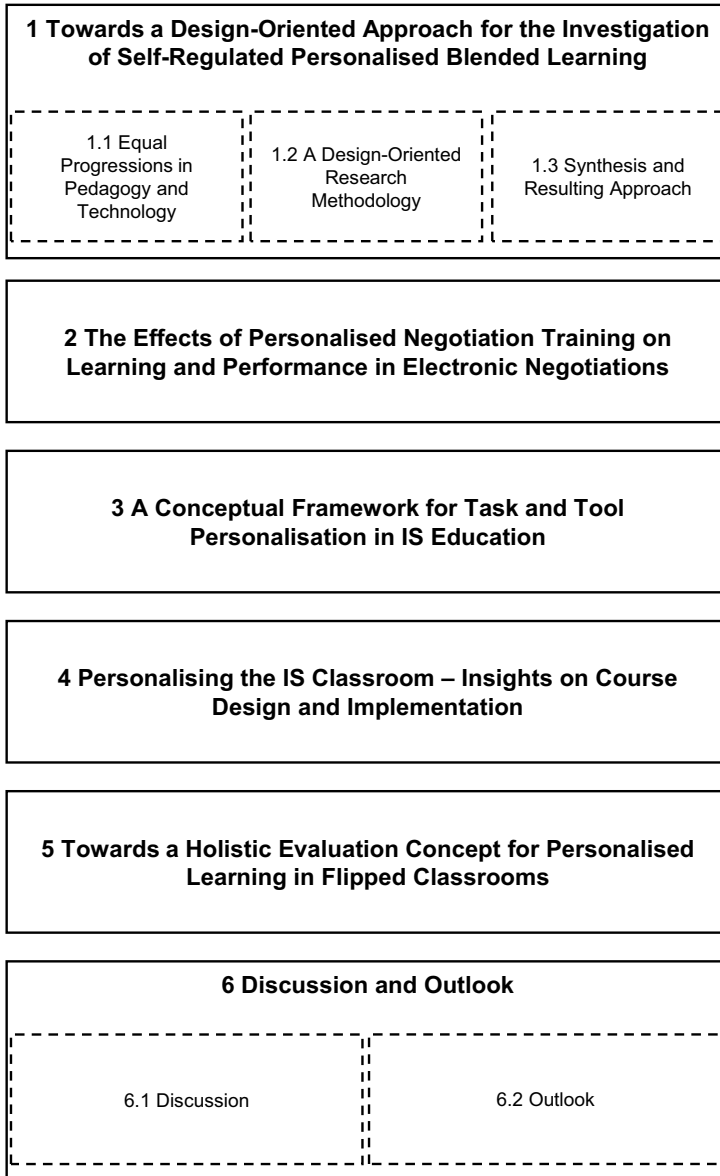 1 Towards a Design-Oriented Approach for the Investigation
of Self-Regulated Personalised Blended Learning
1.1 Equal
Progressions in
Pedagogy and
Technology
1.2 A Design-Oriented
Research
Methodology
1.3 Synthesis and
Resulting Approach
2 The Effects of Personalised Negotiation Training on
Learning and Performance in Electronic Negotiations
3 A Conceptual Framework for Task and Tool
Personalisation in IS Education
4 Personalising the IS Classroom – Insights on Course
Design and Implementation
5 Towards a Holistic Evaluation Concept for Personalised
Learning in Flipped Classrooms
6 Discussion and Outlook
6.1 Discussion
6.2 Outlook